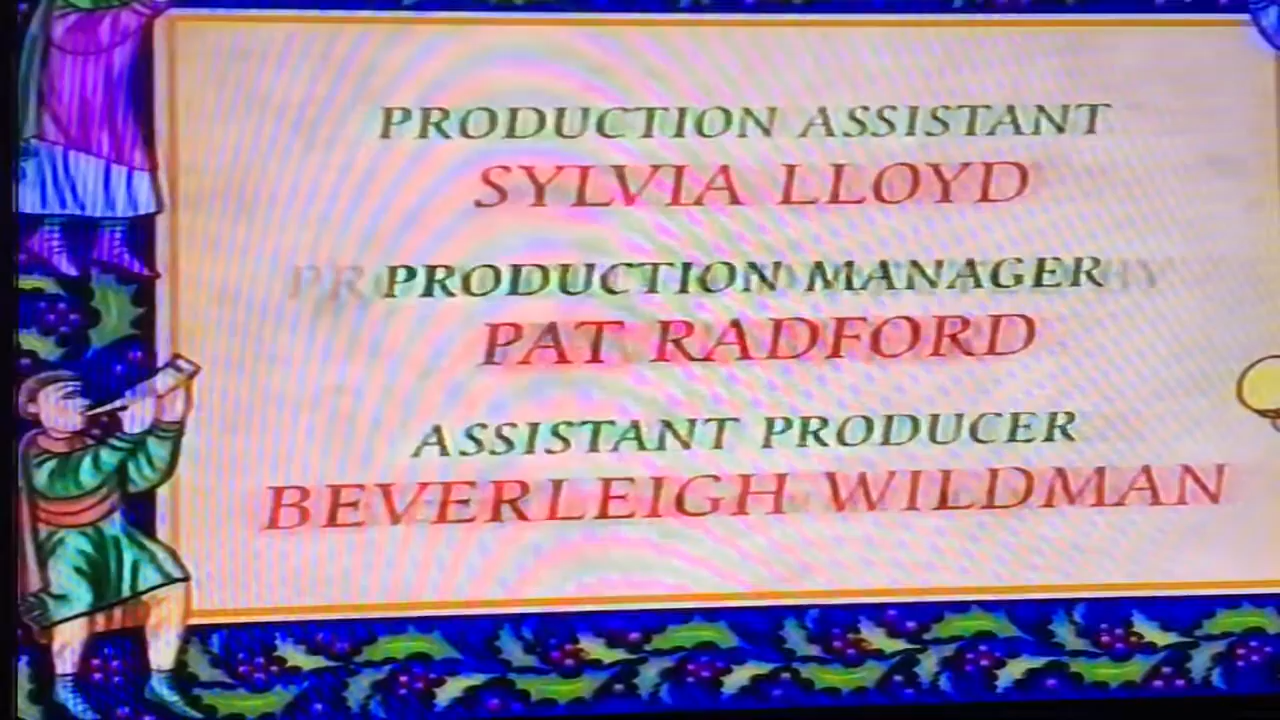 PRODUCTION ASSISTANT
SYLVIA LLOYD
PRODUCTION MANAGER
PAT RADFORD
ASSISTANT PRODUCER
BEVERLEIGH WILDMAN